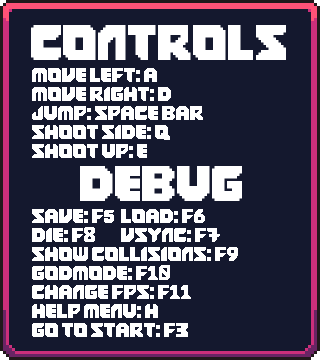 CONTROLS
MOVE LEFT: A
MOVE RIGHT: D
JUMP: SPACE BAR
SHOOT SIDE: Q
SHOOT UP: E
DEBUG
SAVE: F5 LOAD: F6
DIE: F8 VSYNC: F7
SHOW COLLISIONS: F9
GODMODE: F10
CHANGE FPS: F11
HELP MENU: H
GO TO START: F3